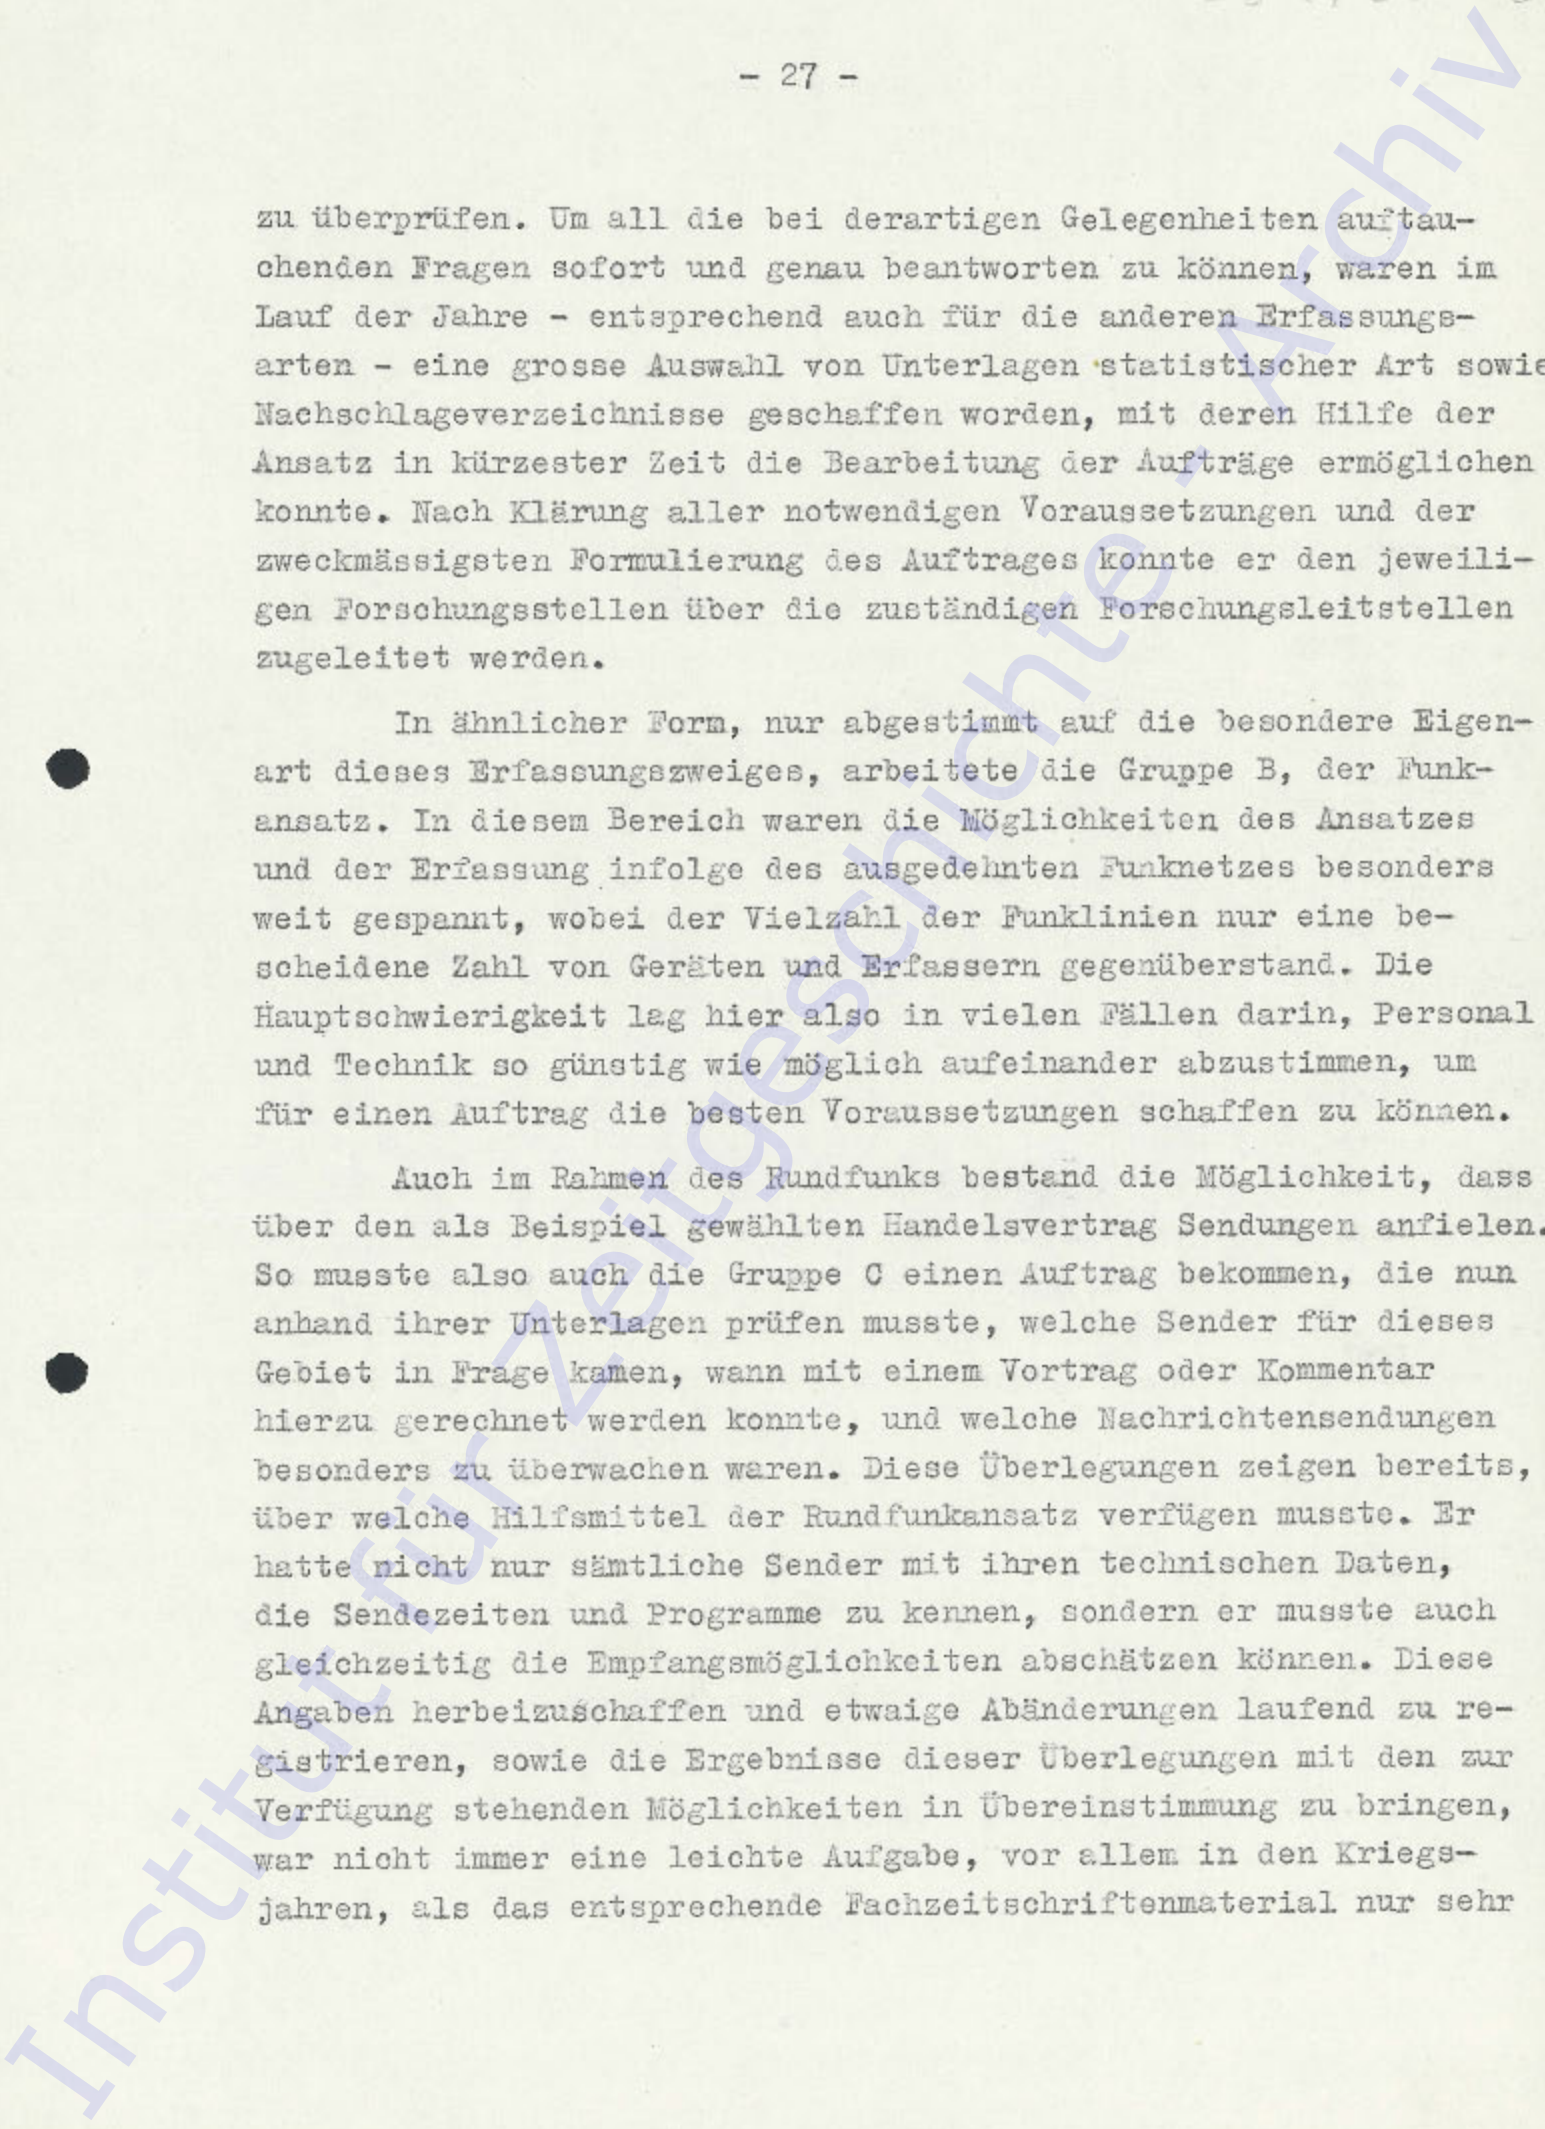 - 27 -
zu überprüfen. Um all die bei derartigen Gelegenheiten auftau-
chenden Fragen sofort und genau beantworten zu können, waren im
Lauf der Jahre - entsprechend auch für die anderen Erfassungs-
arten - eine grosse Auswahl von Unterlagen statistischer Art sowie
Nachschlageverzeichnisse geschaffen worden, mit deren Hilfe der
Ansatz in kürzester Zeit die Bearbeitung der Aufträge ermöglichen
konnte. Nach Klärung aller notwendigen Voraussetzungen und der
zweckmässigsten Formulierung des Auftrages konnte er den jeweili-
gen Forschungsstellen über die zuständigen Forschungsleitstellen
zugeleitet werden.
In ähnlicher Form, nur abgestimmt auf die besondere Eigen-
art dieses Erfassungszweiges, arbeitete die Gruppe B, der Funk-
ansatz. In diesem Bereich waren die Möglichkeiten des Ansatzes
und der Erfassung infolge des ausgedehnten Funknetzes besonders
weit gespannt, wobei der Vielzahl der Funklinien nur eine be-
scheidene Zahl von Geräten und Erfassern gegenüberstand. Die
Hauptschwierigkeit lag hier also in vielen Fällen darin, Personal
und Technik so günstig wie möglich aufeinander abzustimmen, um
für einen Auftrag die besten Voraussetzungen schaffen zu können.
Auch im Rahmen des Rundfunks bestand die Möglichkeit, dass
über den als Beispiel gewählten Handelsvertrag Sendungen anfielen.
So musste also auch die Gruppe C einen Auftrag bekommen, die nun
anhand ihrer Unterlagen prüfen musste, welche Sender für dieses
Gebiet in Frage kamen, wann mit einem Vortrag oder Kommentar
hierzu gerechnet werden konnte, und welche Nachrichtensendungen
besonders zu überwachen waren. Diese Überlegungen zeigen bereits,
über welche Hilfsmittel der Rundfunkansatz verfügen musste. Er
hatte nicht nur sämtliche Sender mit ihren technischen Daten,
die Sendezeiten und Programme zu kennen, sondern er musste auch
gleichzeitig die Empfangsmöglichkeiten abschätzen können. Diese
Angaben herbeizuschaffen und etwaige Abänderungen laufend zu re-
gistrieren, sowie die Ergebnisse dieser Überlegungen mit den zur
Verfügung stehenden Möglichkeiten in Übereinstimmung zu bringen,
war nicht immer eine leichte Aufgabe, vor allem in den Kriegs-
jahren, als das entsprechende Fachzeitschriftenmaterial nur sehr
Institut für Zeitgeschichte - Archiv